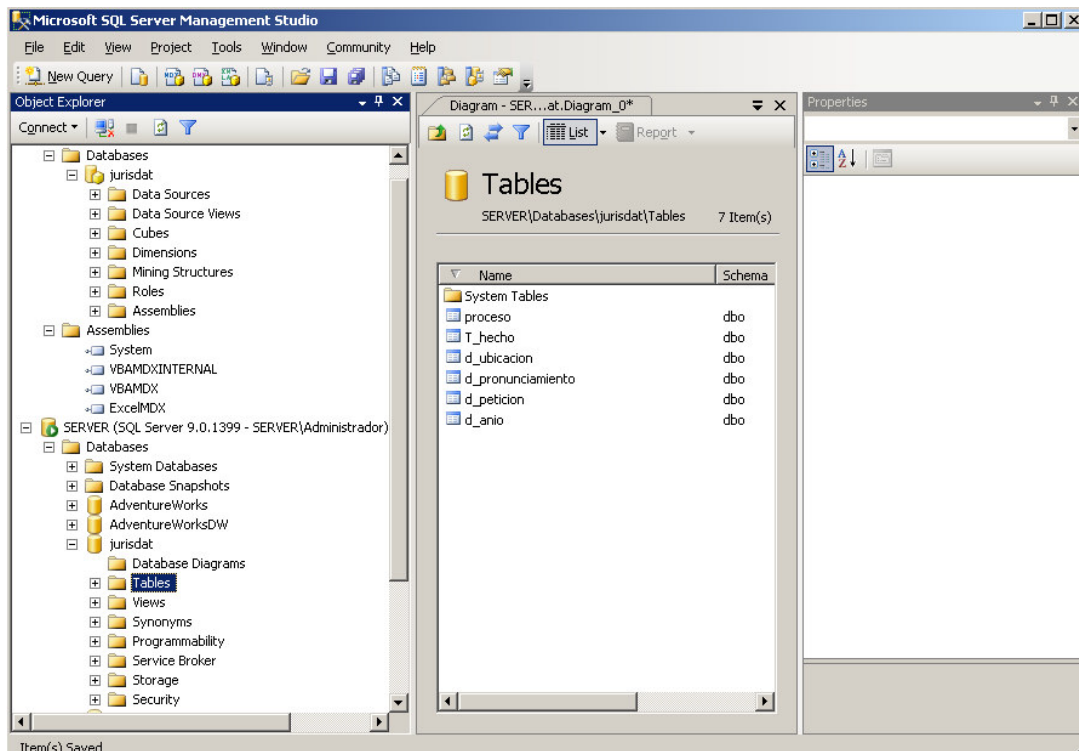 Microsoft SQL Server Management Studio
File Edit View Project Tools Window Community Help
New Query
Object Explorer
Connect
Databases
jurisdat
Data Sources
Data Source Views
Cubes
Dimensions
Mining Structures
Roles
Assemblies
Assemblies
System
VBAMDXINTERNAL
VBAMDX
ExcelMDX
SERVER (SQL Server 9.0.1399 - SERVER\Administrador)
Databases
System Databases
Database Snapshots
AdventureWorks
AdventureWorksDW
jurisdat
Database Diagrams
Tables
Views
Synonyms
Programmability
Service Broker
Storage
Security
Diagram - SER...at.Diagram_0*
List Report
Tables
SERVER\Databases\jurisdat\Tables 7 Item(s)
Name Schema
System Tables
proceso dbo
T_hecho dbo
d_ubicacion dbo
d_pronunciamiento dbo
d_peticion dbo
d_anio dbo
Properties
Item(s) Saved